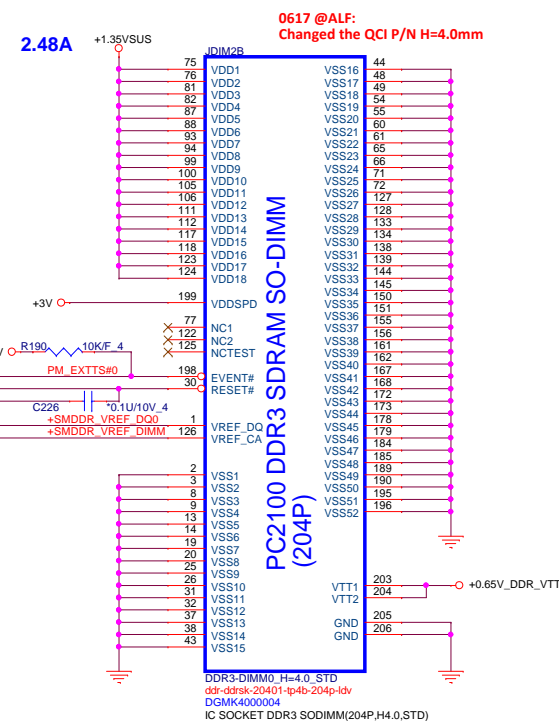 0617 @ALF:
Changed the QCI P/N H=4.0mm
2.48A
+1.35VSUS
JDIM2B
75 VDD1 VSS16 44
76 VDD2 VSS17 48
81 VDD3 VSS18 49
82 VDD4 VSS19 54
87 VDD5 VSS20 55
88 VDD6 VSS21 60
93 VDD7 VSS22 61
94 VDD8 VSS23 65
99 VDD9 VSS24 66
100 VDD10 VSS25 71
105 VDD11 VSS26 72
106 VDD12 VSS27 127
111 VDD13 VSS28 128
112 VDD14 VSS29 133
117 VDD15 VSS30 134
118 VDD16 VSS31 138
123 VDD17 VSS32 139
124 VDD18 VSS33 144
VSS34 145
+3V 199 VDDSPD VSS35 150
VSS36 151
77 NC1 VSS37 155
122 NC2 VSS38 156
125 NCTEST VSS39 161
R190 10K/F_4 VSS40 162
PM_EXTTS#0 198 EVENT# VSS41 167
30 RESET# VSS42 168
VSS43 172
C226 *0.1U/10V_4 VSS44 173
+SMDDR_VREF_DQ0 1 VREF_DQ VSS45 178
+SMDDR_VREF_DIMM 126 VREF_CA VSS46 179
VSS47 184
VSS48 185
2 VSS1 VSS49 189
3 VSS2 VSS50 190
8 VSS3 VSS51 195
9 VSS4 VSS52 196
13 VSS5
14 VSS6
19 VSS7
20 VSS8
25 VSS9
26 VSS10 VTT1 203
31 VSS11 VTT2 204 +0.65V_DDR_VTT
32 VSS12
37 VSS13 GND 205
38 VSS14 GND 206
43 VSS15
PC2100 DDR3 SDRAM SO-DIMM
(204P)
DDR3-DIMM0_H=4.0_STD
ddr-ddrsk-20401-tp4b-204p-ldv
DGMK4000004
IC SOCKET DDR3 SODIMM(204P,H4.0,STD)